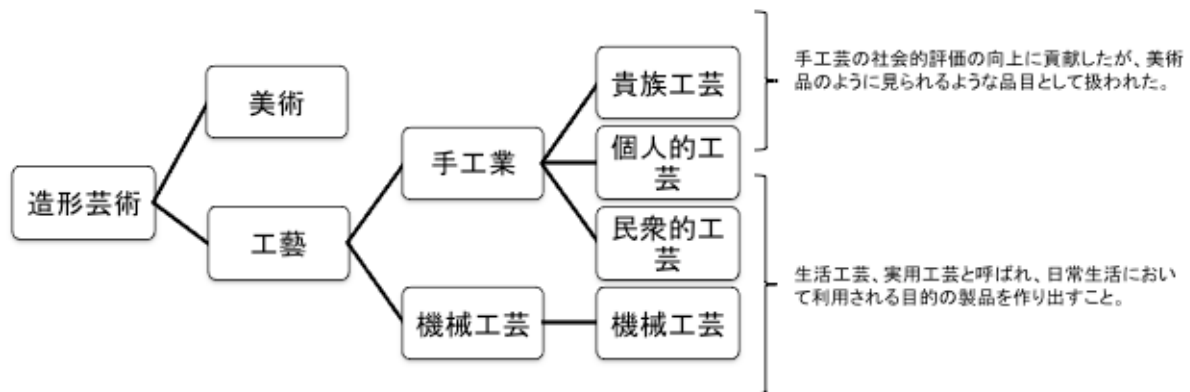 造形芸術
美術
工藝
手工業
機械工芸
貴族工芸
個人的工
芸
民衆的工
芸
機械工芸
手工芸の社会的評価の向上に貢献したが、美術
品のように見られるような品目として扱われた。
生活工芸、実用工芸と呼ばれ、日常生活におい
て利用される目的の製品を作り出すこと。